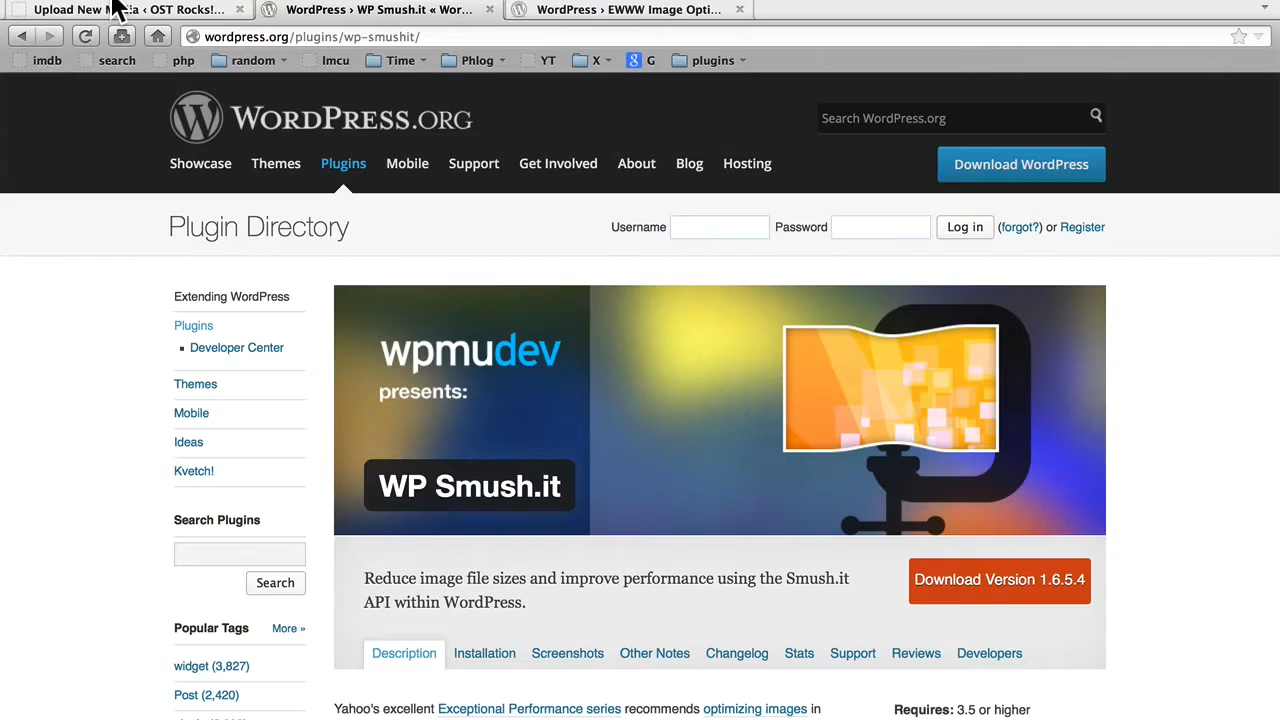 Upload New M  a ‹ OST Rocks!...
WordPress › WP Smush.it « Wor...
WordPress › EWWW Image Opti...
wordpress.org/plugins/wp-smushit/
imdb search php random Imcu Time Phlog YT X G plugins
WORDPRESS.ORG
Search WordPress.org
Showcase Themes Plugins Mobile Support Get Involved About Blog Hosting
Download WordPress
Plugin Directory
Username Password Log in (forgot?) or Register
Extending WordPress
Plugins
Developer Center
Themes
Mobile
Ideas
Kvetch!
Search Plugins
Search
Popular Tags More »
widget (3,827)
Post (2,420)
wpmudev
presents:
WP Smush.it
Reduce image file sizes and improve performance using the Smush.it
API within WordPress.
Download Version 1.6.5.4
Description Installation Screenshots Other Notes Changelog Stats Support Reviews Developers
Yahoo's excellent Exceptional Performance series recommends optimizing images in
Requires: 3.5 or higher